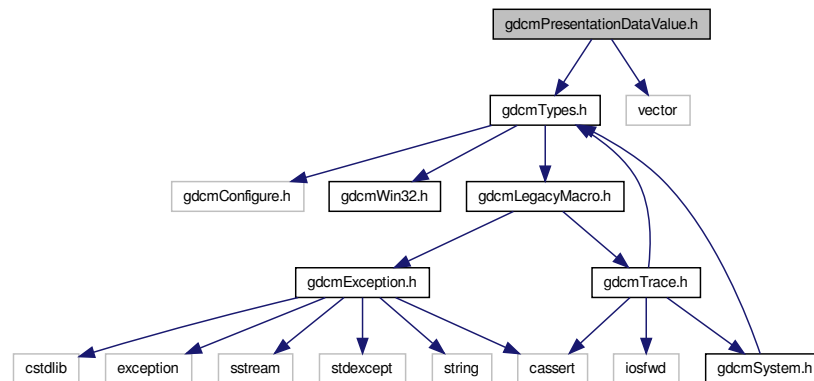 gdcmPresentationDataValue.h
gdcmTypes.h
vector
gdcmConfigure.h
gdcmWin32.h
gdcmLegacyMacro.h
gdcmException.h
gdcmTrace.h
cstdlib
exception
sstream
stdexcept
string
cassert
iosfwd
gdcmSystem.h